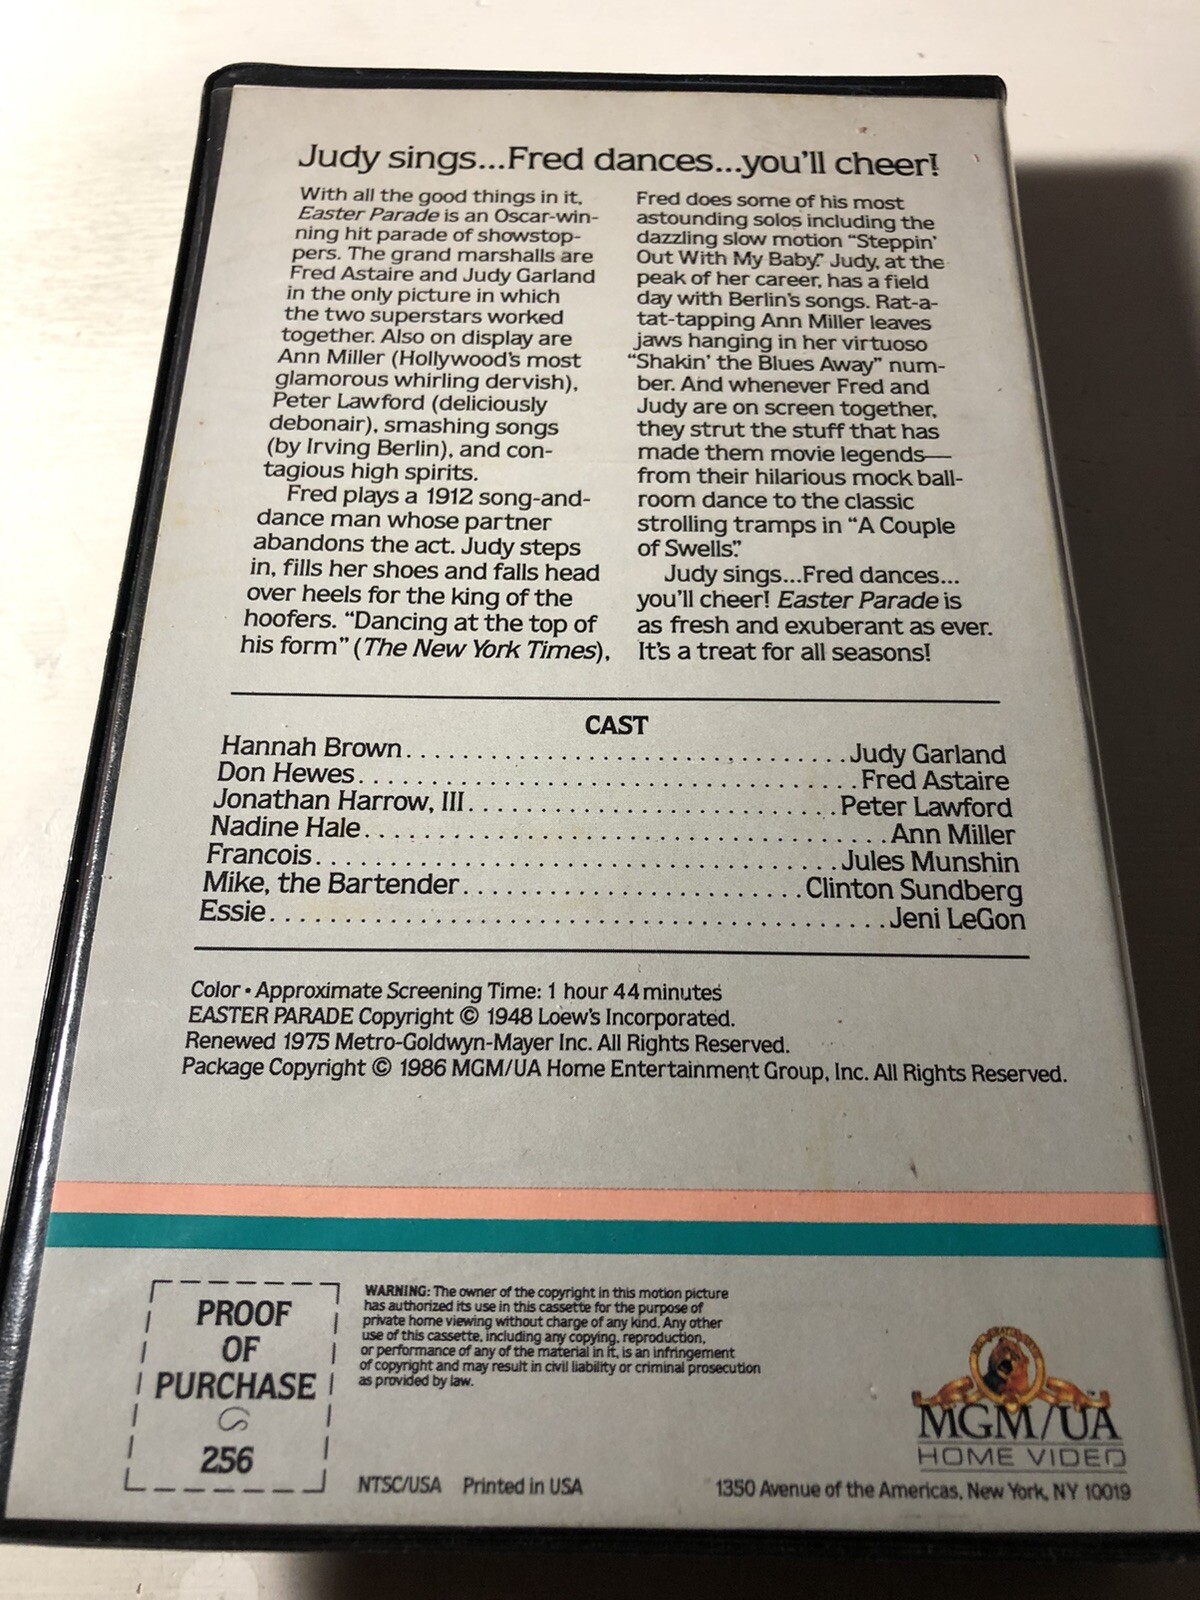 Judy sings...Fred dances...you'll cheer!
With all the good things in it,
Easter Parade is an Oscar-win-
ning hit parade of showstop-
pers. The grand marshalls are
Fred Astaire and Judy Garland
in the only picture in which
the two superstars worked
together. Also on display are
Ann Miller (Hollywood's most
glamorous whirling dervish),
Peter Lawford (deliciously
debonair), smashing songs
(by Irving Berlin), and con-
tagious high spirits.
Fred plays a 1912 song-and-
dance man whose partner
abandons the act. Judy steps
in, fills her shoes and falls head
over heels for the king of the
hoofers. "Dancing at the top of
his form" (The New York Times),
Fred does some of his most
astounding solos including the
dazzling slow motion "Steppin'
Out With My Baby." Judy, at the
peak of her career, has a field
day with Berlin's songs. Rat-a-
tat-tapping Ann Miller leaves
jaws hanging in her virtuoso
"Shakin' the Blues Away" num-
ber. And whenever Fred and
Judy are on screen together,
they strut the stuff that has
made them movie legends—
from their hilarious mock ball-
room dance to the classic
strolling tramps in "A Couple
of Swells."
Judy sings...Fred dances...
you'll cheer! Easter Parade is
as fresh and exuberant as ever.
It's a treat for all seasons!
CAST
Hannah Brown........................Judy Garland
Don Hewes........................Fred Astaire
Jonathan Harrow, III........................Peter Lawford
Nadine Hale........................Ann Miller
Francois........................Jules Munshin
Mike, the Bartender........................Clinton Sundberg
Essie........................Jeni LeGon
Color • Approximate Screening Time: 1 hour 44 minutes
EASTER PARADE Copyright © 1948 Loew's Incorporated.
Renewed 1975 Metro-Goldwyn-Mayer Inc. All Rights Reserved.
Package Copyright © 1986 MGM/UA Home Entertainment Group, Inc. All Rights Reserved.
PROOF
OF
PURCHASE
256
WARNING: The owner of the copyright in this motion picture
has authorized its use in this cassette for the purpose of
private home viewing without charge of any kind. Any other
use of this cassette, including any copying, reproduction,
or performance of any of the material in it, is an infringement
of copyright and may result in civil liability or criminal prosecution
as provided by law.
NTSC/USA Printed in USA
MGM/UA
HOME VIDEO
1350 Avenue of the Americas, New York, NY 10019